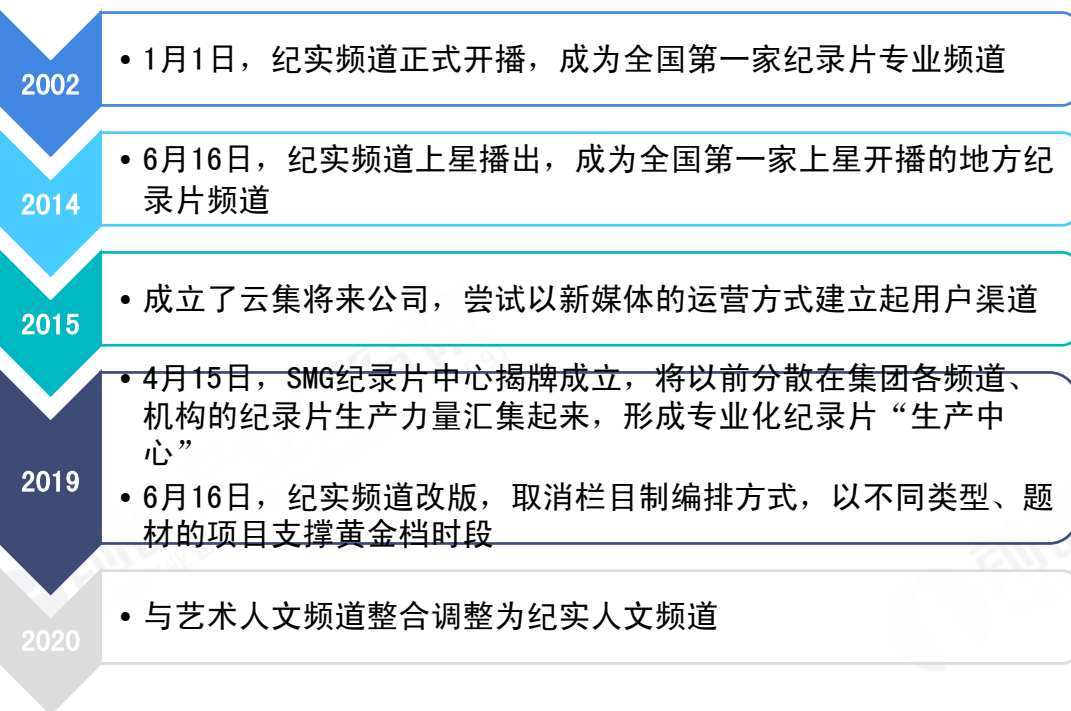 2002
• 1月1日，纪实频道正式开播，成为全国第一家纪录片专业频道
2014
• 6月16日，纪实频道上星播出，成为全国第一家上星开播的地方纪
录片频道
2015
• 成立了云集将来公司，尝试以新媒体的运营方式建立起用户渠道
2019
• 4月15日，SMG纪录片中心揭牌成立，将以前分散在集团各频道、
机构的纪录片生产力量汇集起来，形成专业化纪录片“生产中
心”
• 6月16日，纪实频道改版，取消栏目制编排方式，以不同类型、题
材的项目支撑黄金档时段
2020
• 与艺术人文频道整合调整为纪实人文频道